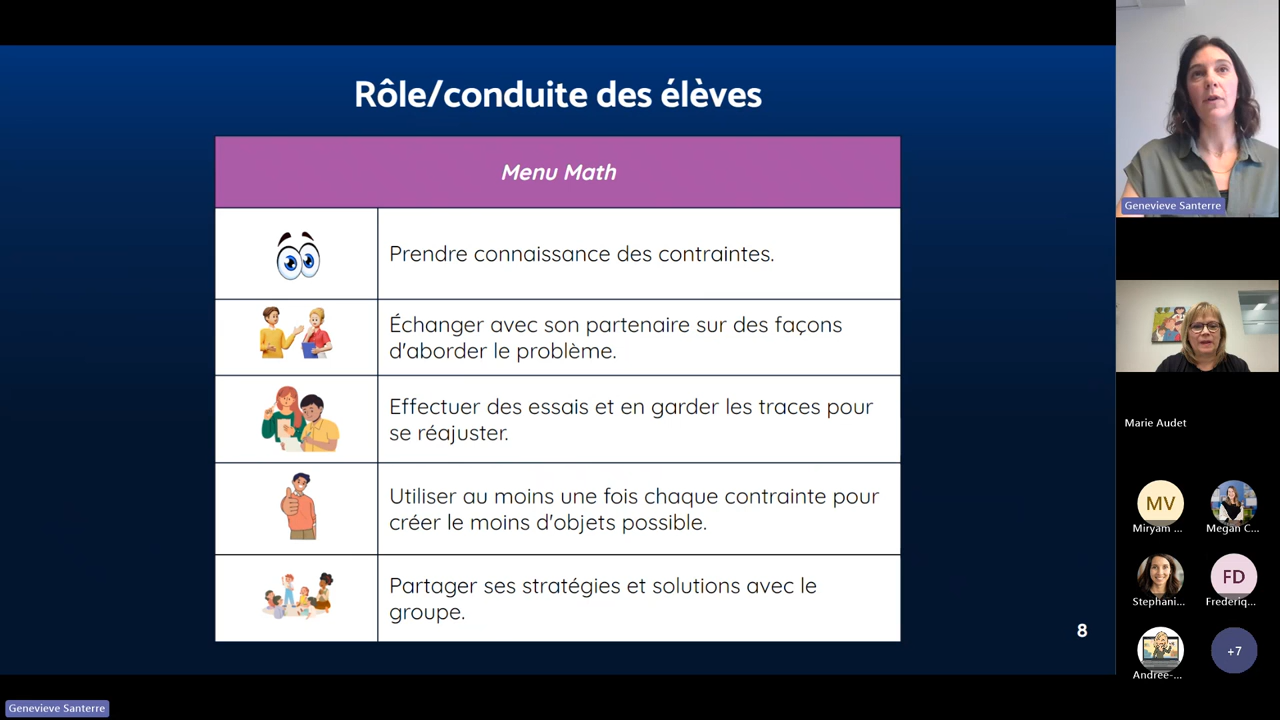 Rôle/conduite des élèves
Menu Math
Prendre connaissance des contraintes.
Échanger avec son partenaire sur des façons
d'aborder le problème.
Effectuer des essais et en garder les traces pour
se réajuster.
Utiliser au moins une fois chaque contrainte pour
créer le moins d'objets possible.
Partager ses stratégies et solutions avec le
groupe.
8
Genevieve Santerre
Marie Audet
MV
Miryam ...
Megan C...
Stephani...
FD
Frederiq...
Andree-...
+7
Genevieve Santerre